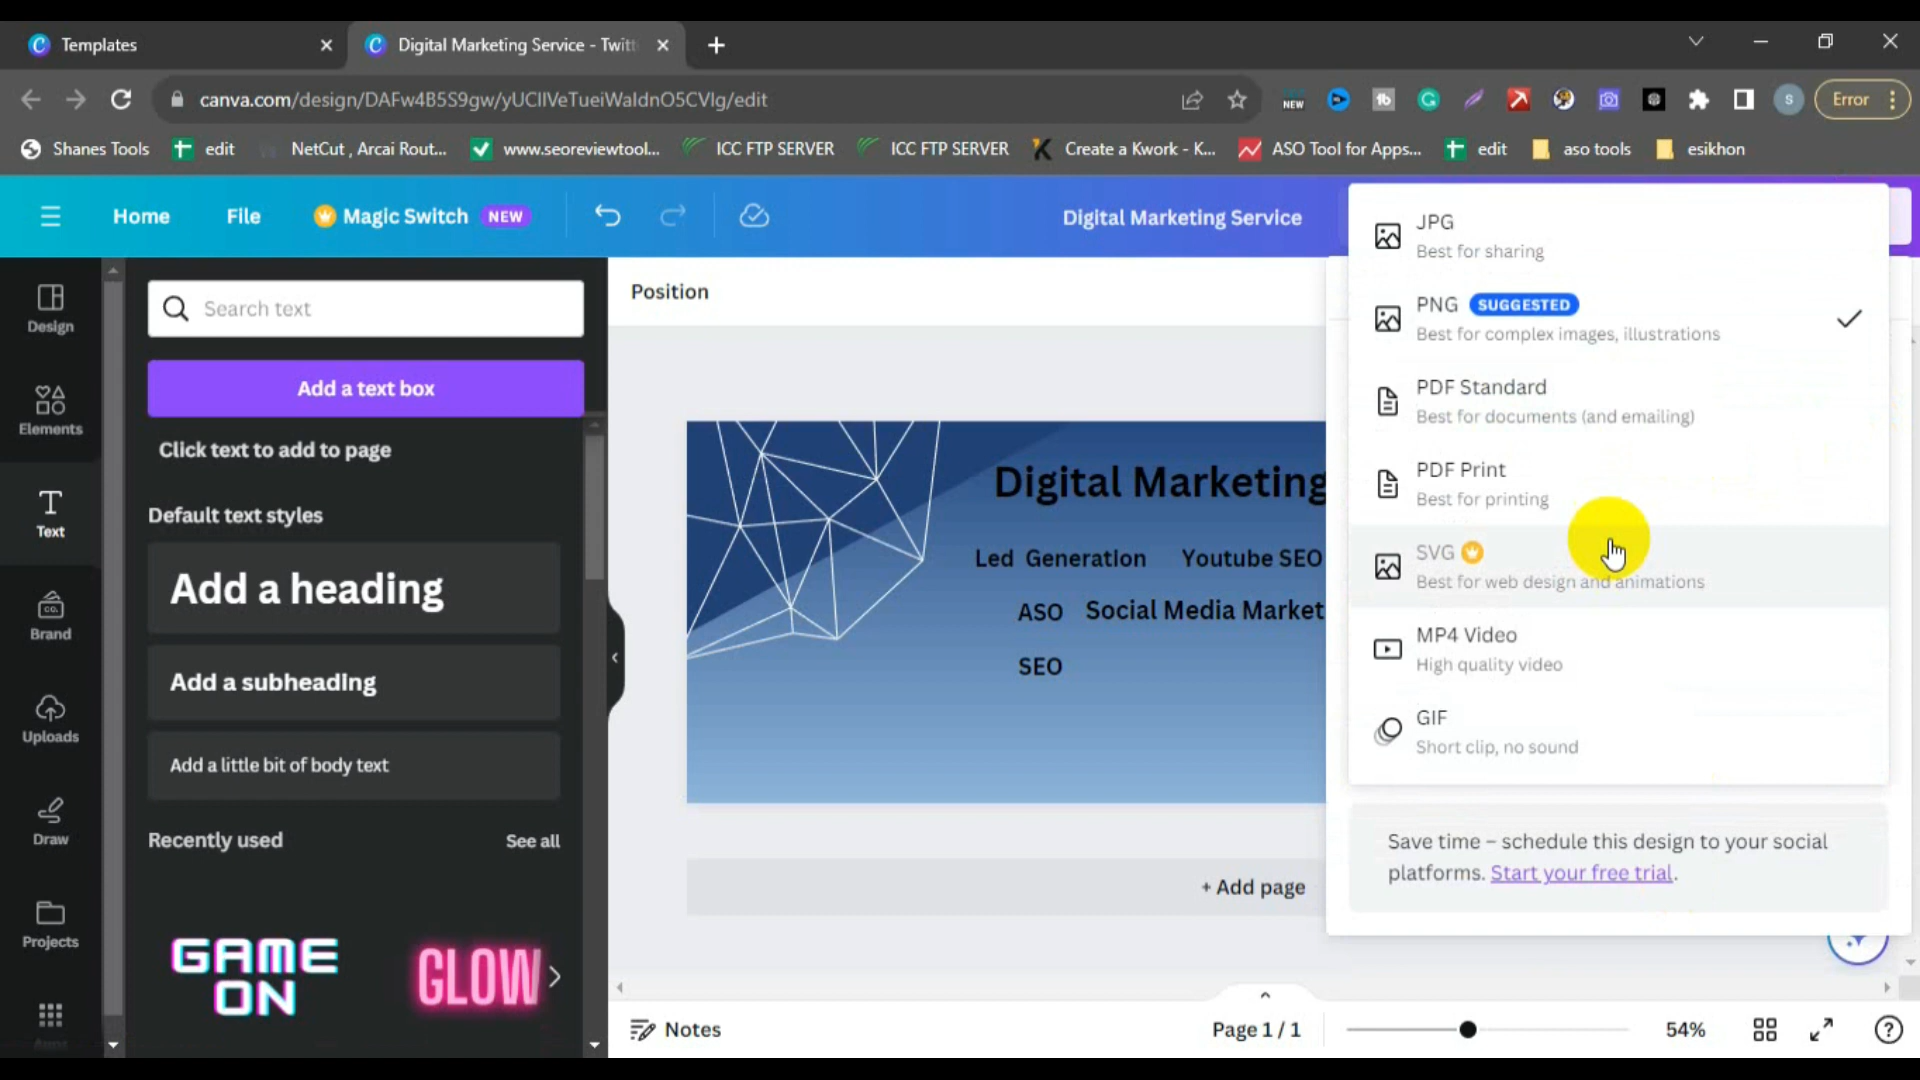 Templates
Digital Marketing Service - Twitt
canva.com/design/DAFw4B5S9gw/yUCIIVeTueiWaldnO5CVIg/edit
NEW
S
Error
Shanes Tools
edit
NetCut , Arcai Rout...
www.seoreviewtool...
ICC FTP SERVER
ICC FTP SERVER
Create a Kwork - K...
ASO Tool for Apps...
edit
aso tools
esikhon
Home
File
Magic Switch NEW
Digital Marketing Service
Design
Elements
Text
Brand
Uploads
Draw
Projects
Search text
Add a text box
Click text to add to page
Default text styles
Add a heading
Add a subheading
Add a little bit of body text
Recently used
See all
GAME
ON
GLOW
Position
Digital Marketing
Led Generation
Youtube SEO
ASO
Social Media Market
SEO
+ Add page
JPG
Best for sharing
PNG SUGGESTED
Best for complex images, illustrations
PDF Standard
Best for documents (and emailing)
PDF Print
Best for printing
SVG
Best for web design and animations
MP4 Video
High quality video
GIF
Short clip, no sound
Save time – schedule this design to your social
platforms. Start your free trial.
Notes
Page 1 / 1
54%